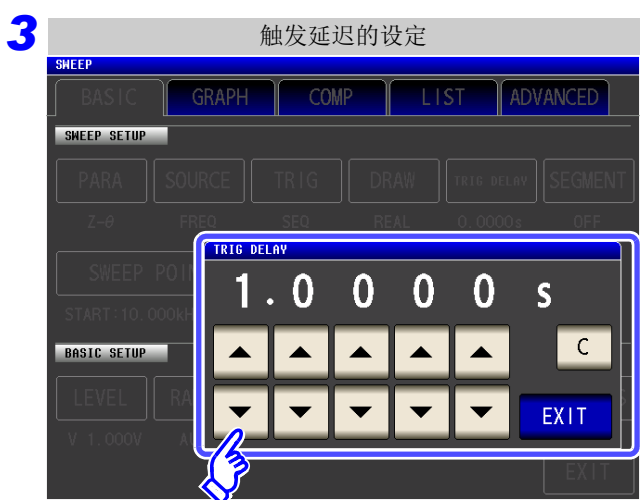 3 触发延迟的设定
SWEEP
BASIC GRAPH COMP LIST ADVANCED
SWEEP SETUP
PARA SOURCE TRIG DRAW TRIG DELAY SEGMENT
Z-θ FREQ SEQ REAL 0.0000s OFF
TRIG DELAY
SWEEP POIN
1.0000 s
START:10.000kH
C
BASIC SETUP
LEVEL RA S
EXIT
V 1.000V AU
EXIT